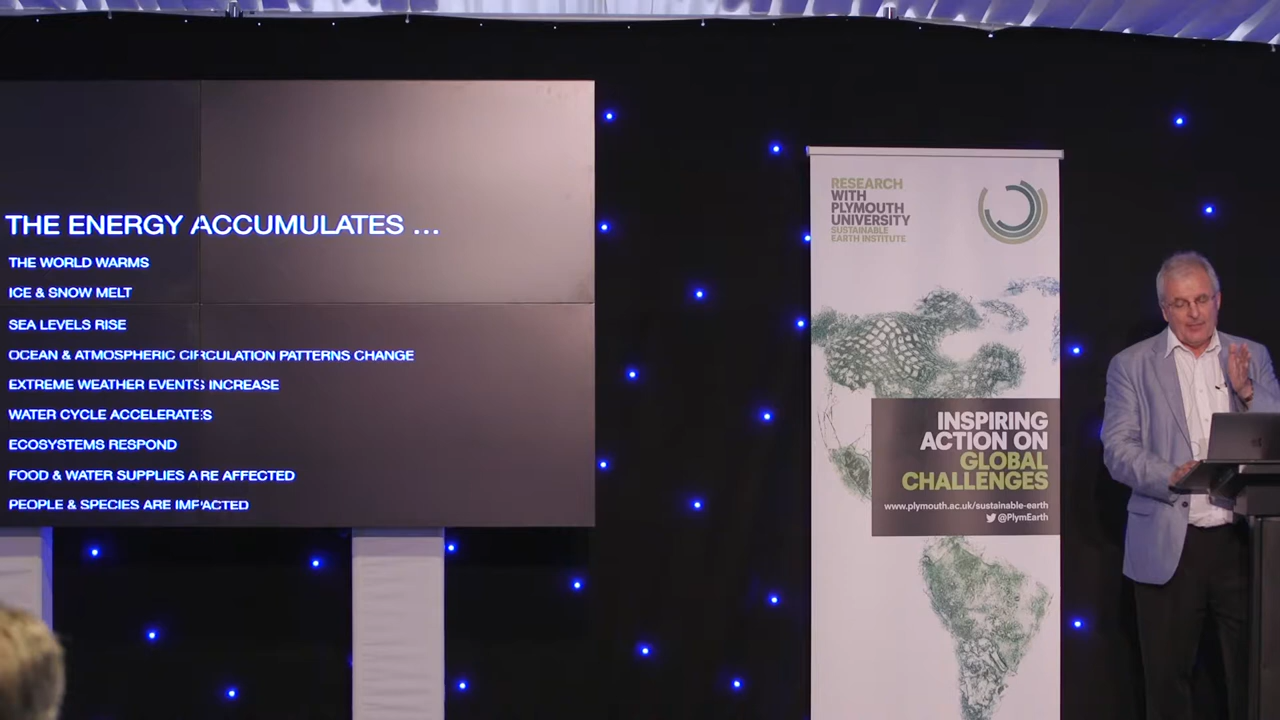 THE ENERGY ACCUMULATES ...
THE WORLD WARMS
ICE & SNOW MELT
SEA LEVELS RISE
OCEAN & ATMOSPHERIC CIRCULATION PATTERNS CHANGE
EXTREME WEATHER EVENTS INCREASE
WATER CYCLE ACCELERATES
ECOSYSTEMS RESPOND
FOOD & WATER SUPPLIES ARE AFFECTED
PEOPLE & SPECIES ARE IMPACTED
RESEARCH
WITH
PLYMOUTH
UNIVERSITY
SUSTAINABLE
EARTH INSTITUTE
INSPIRING
ACTION ON
GLOBAL
CHALLENGES
www.plymouth.ac.uk/sustainable-earth
@PlymEarth